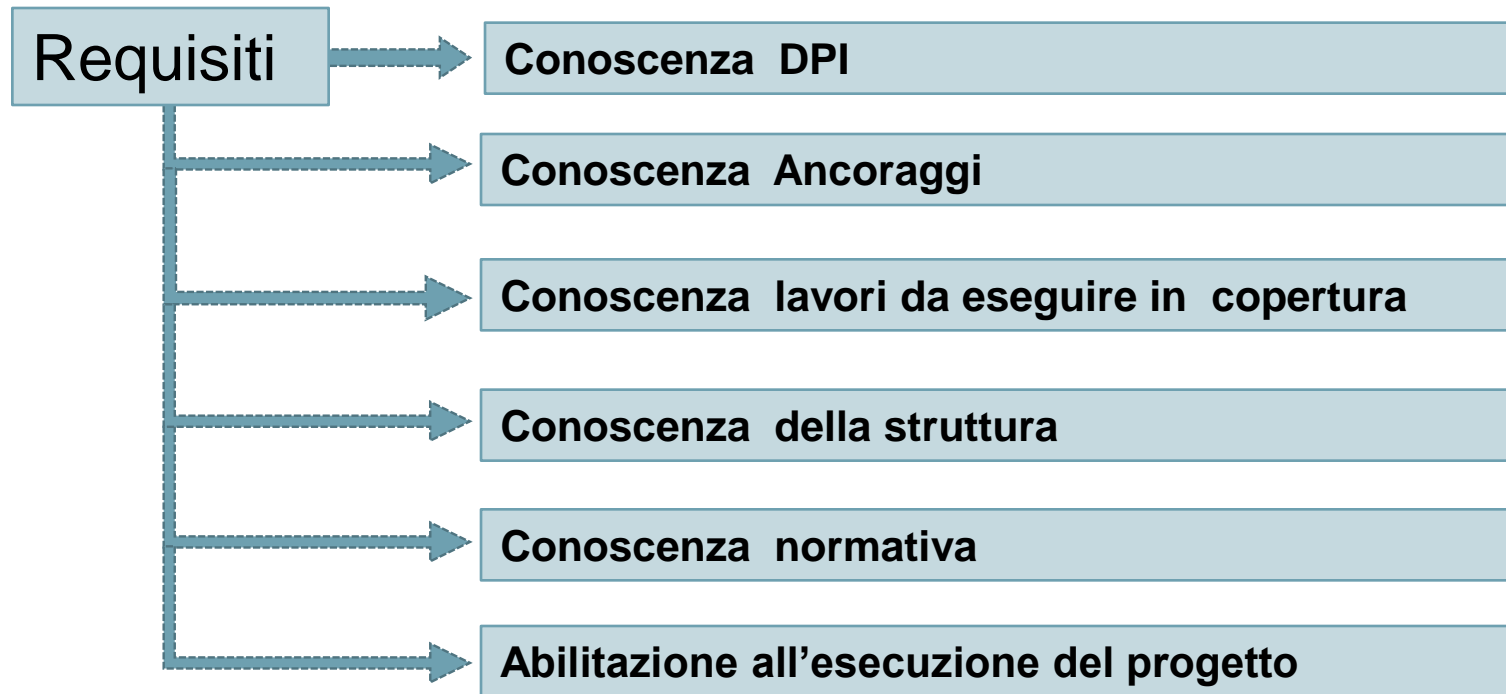 Requisiti
Conoscenza DPI
Conoscenza Ancoraggi
Conoscenza lavori da eseguire in copertura
Conoscenza della struttura
Conoscenza normativa
Abilitazione all’esecuzione del progetto